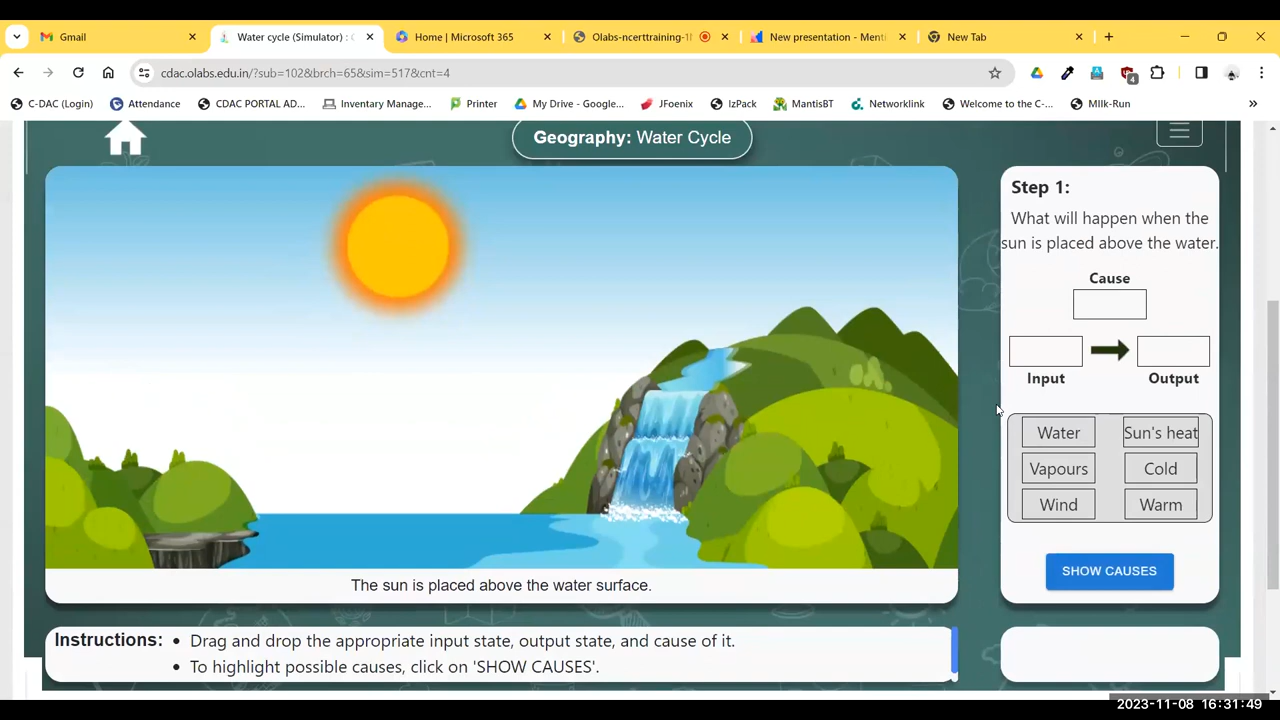 Gmail
Water cycle (Simulator) : 
Home | Microsoft 365
Olabs-ncerttraining-
New presentation - Menti
New Tab
cdac.olabs.edu.in/?sub=102&brch=65&sim=517&cnt=4
4
C-DAC (Login)
Attendance
CDAC PORTAL AD...
Inventory Manage...
Printer
My Drive - Google...
JFoenix
IzPack
MantisBT
Networklink
Welcome to the C-...
MIlk-Run
Geography: Water Cycle
Step 1:
What will happen when the
sun is placed above the water.
Cause
Input
Output
Water
Sun's heat
Vapours
Cold
Wind
Warm
SHOW CAUSES
The sun is placed above the water surface.
Instructions:
• Drag and drop the appropriate input state, output state, and cause of it.
• To highlight possible causes, click on 'SHOW CAUSES'.
2023-11-08 16:31:49